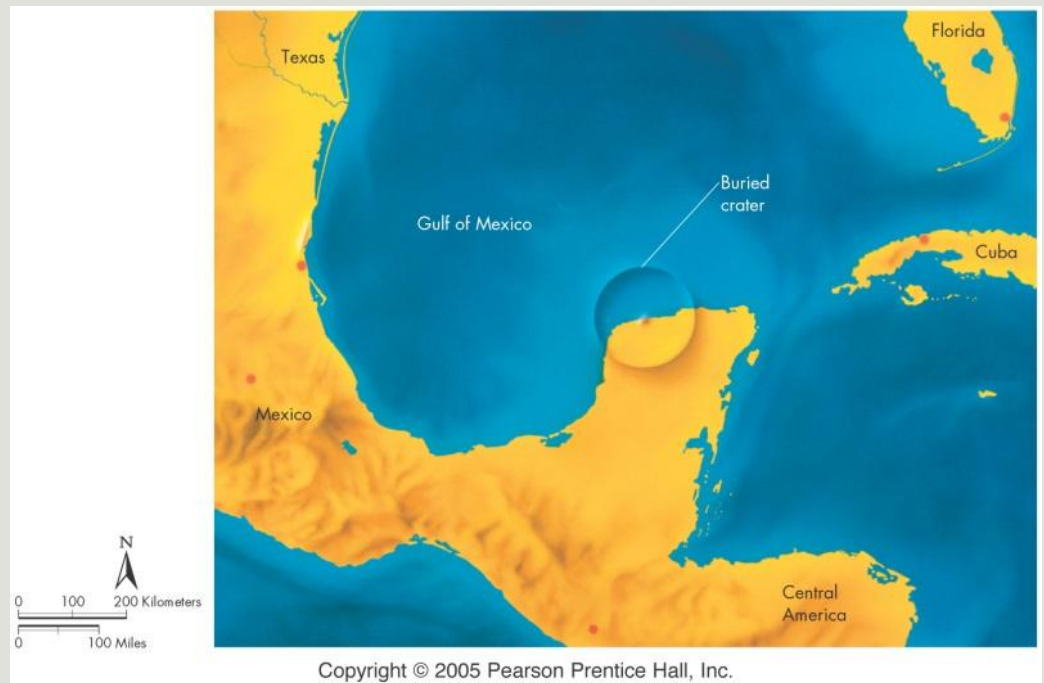 Texas
Florida
Buried
crater
Gulf of Mexico
Cuba
Mexico
N
0 100 200 Kilometers
0 100 Miles
Central
America
Copyright © 2005 Pearson Prentice Hall, Inc.